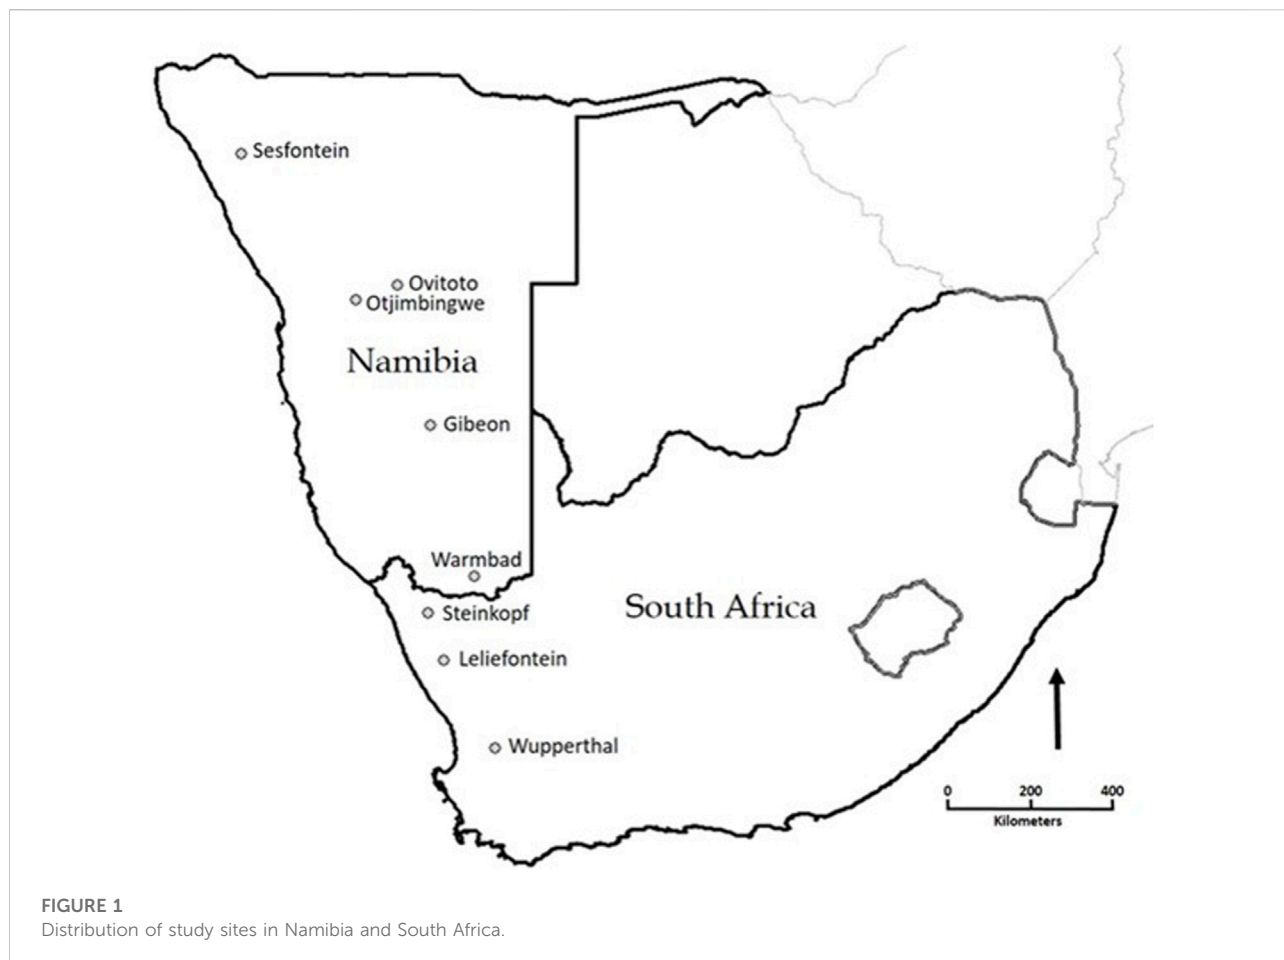 Sesfontein
Ovitoto
Otjimbingwe
Namibia
Gibeon
Warmbad
Steinkopf
South Africa
Leliefontein
Wupperthal
0 200 400
Kilometers
FIGURE 1
Distribution of study sites in Namibia and South Africa.